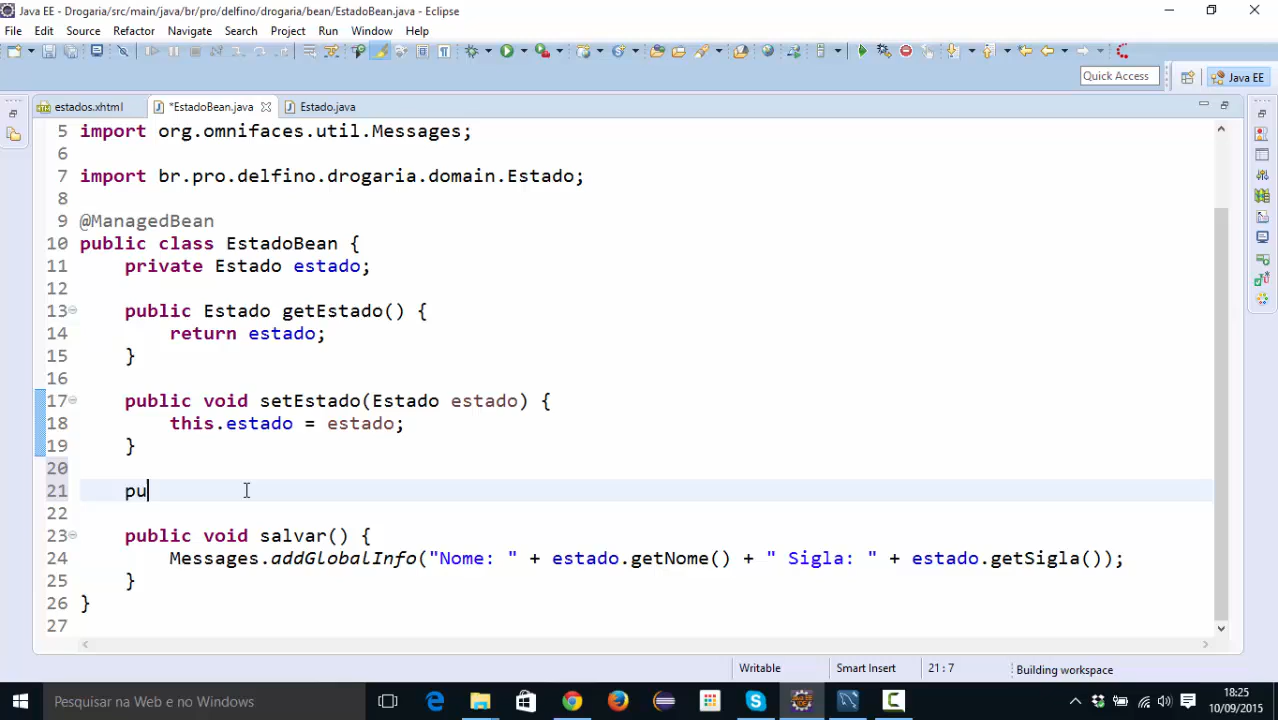 Java EE - Drogaria/src/main/java/br/pro/delfino/drogaria/bean/EstadoBean.java - Eclipse
File Edit Source Refactor Navigate Search Project Run Window Help
Quick Access Java EE
estados.xhtml *EstadoBean.java Estado.java
5 import org.omnifaces.util.Messages;
6
7 import br.pro.delfino.drogaria.domain.Estado;
8
9 @ManagedBean
10 public class EstadoBean {
11 private Estado estado;
12
13 public Estado getEstado() {
14 return estado;
15 }
16
17 public void setEstado(Estado estado) {
18 this.estado = estado;
19 }
20
21 pu
22
23 public void salvar() {
24 Messages.addGlobalInfo("Nome: " + estado.getNome() + " Sigla: " + estado.getSigla());
25 }
26 }
27
Writable Smart Insert 21 : 7 Building workspace
Pesquisar na Web e no Windows
18:25
10/09/2015